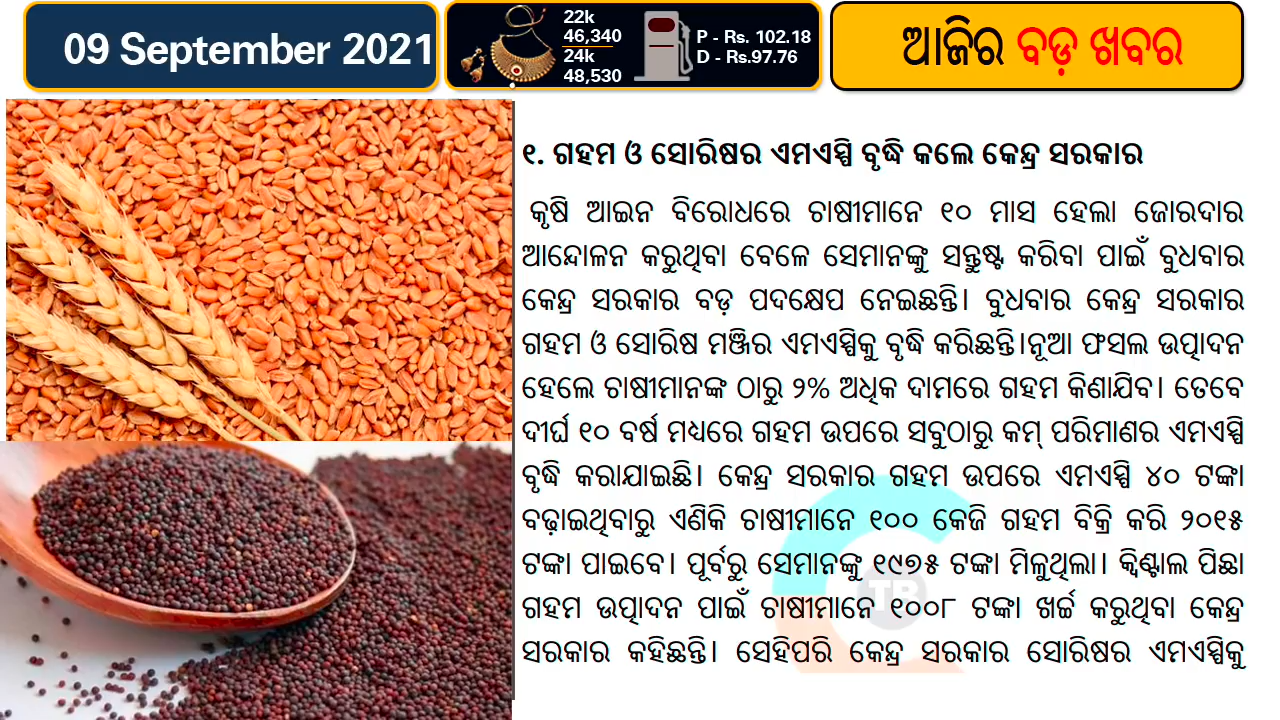 09 September 2021
22k
46,340
24k
48,530
P - Rs. 102.18
D - Rs.97.76
ଆଜିର ବଡ଼ ଖବର
୧. ଗହମ ଓ ସୋରିଷର ଏମଏସ୍ପି ବୃଦ୍ଧି କଲେ କେନ୍ଦ୍ର ସରକାର
କୃଷି ଆଇନ ବିରୋଧରେ ଚାଷୀମାନେ ୧୦ ମାସ ହେଲା ଜୋରଦାର
ଆନ୍ଦୋଳନ କରୁଥିବା ବେଳେ ସେମାନଙ୍କୁ ସନ୍ତୁଷ୍ଟ କରିବା ପାଇଁ ବୁଧବାର
କେନ୍ଦ୍ର ସରକାର ବଡ଼ ପଦକ୍ଷେପ ନେଇଛନ୍ତି। ବୁଧବାର କେନ୍ଦ୍ର ସରକାର
ଗହମ ଓ ସୋରିଷ ମଞ୍ଜିର ଏମଏସ୍ପିକୁ ବୃଦ୍ଧି କରିଛନ୍ତି।ନୂଆ ଫସଲ ଉତ୍ପାଦନ
ହେଲେ ଚାଷୀମାନଙ୍କ ଠାରୁ ୨% ଅଧିକ ଦାମରେ ଗହମ କିଣାଯିବ। ତେବେ
ଦୀର୍ଘ ୧୦ ବର୍ଷ ମଧ୍ୟରେ ଗହମ ଉପରେ ସବୁଠାରୁ କମ୍ ପରିମାଣର ଏମଏସ୍ପି
ବୃଦ୍ଧି କରାଯାଇଛି। କେନ୍ଦ୍ର ସରକାର ଗହମ ଉପରେ ଏମଏସ୍ପି ୪୦ ଟଙ୍କା
ବଢ଼ାଇଥିବାରୁ ଏଣିକି ଚାଷୀମାନେ ୧୦୦ କେଜି ଗହମ ବିକ୍ରି କରି ୨୦୧୫
ଟଙ୍କା ପାଇବେ। ପୂର୍ବରୁ ସେମାନଙ୍କୁ ୧୯୭୫ ଟଙ୍କା ମିଳୁଥିଲା। କ୍ୱିଣ୍ଟାଲ ପିଛା
ଗହମ ଉତ୍ପାଦନ ପାଇଁ ଚାଷୀମାନେ ୧୦୦୮ ଟଙ୍କା ଖର୍ଚ୍ଚ କରୁଥିବା କେନ୍ଦ୍ର
ସରକାର କହିଛନ୍ତି। ସେହିପରି କେନ୍ଦ୍ର ସରକାର ସୋରିଷର ଏମଏସ୍ପିକୁ
TB